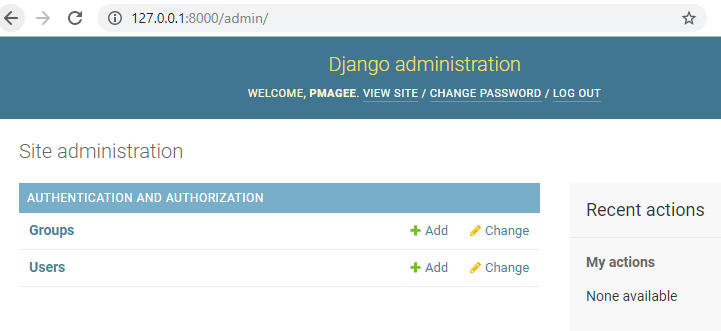 127.0.0.1:8000/admin/
Django administration
WELCOME, PMAGEE. VIEW SITE / CHANGE PASSWORD / LOG OUT
Site administration
AUTHENTICATION AND AUTHORIZATION
Groups Add Change
Users Add Change
Recent actions
My actions
None available